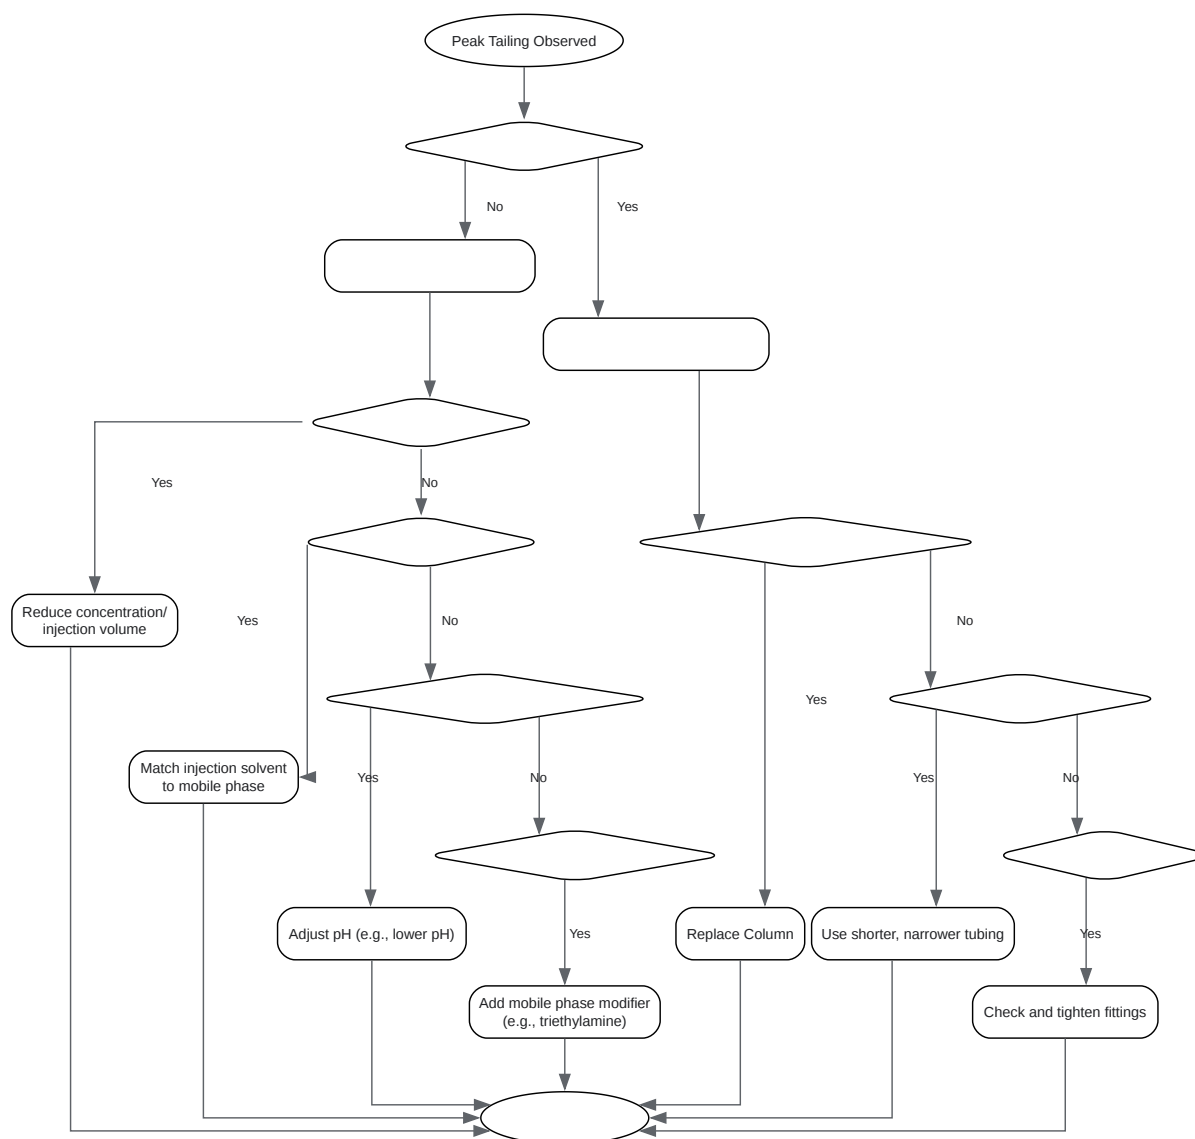 Peak Tailing Observed
No
Yes
Yes
No
Reduce concentration/
injection volume
Yes
No
No
Yes
Match injection solvent
to mobile phase
Yes
No
Yes
No
Adjust pH (e.g., lower pH)
Yes
Replace Column
Use shorter, narrower tubing
Yes
Add mobile phase modifier
(e.g., triethylamine)
Check and tighten fittings